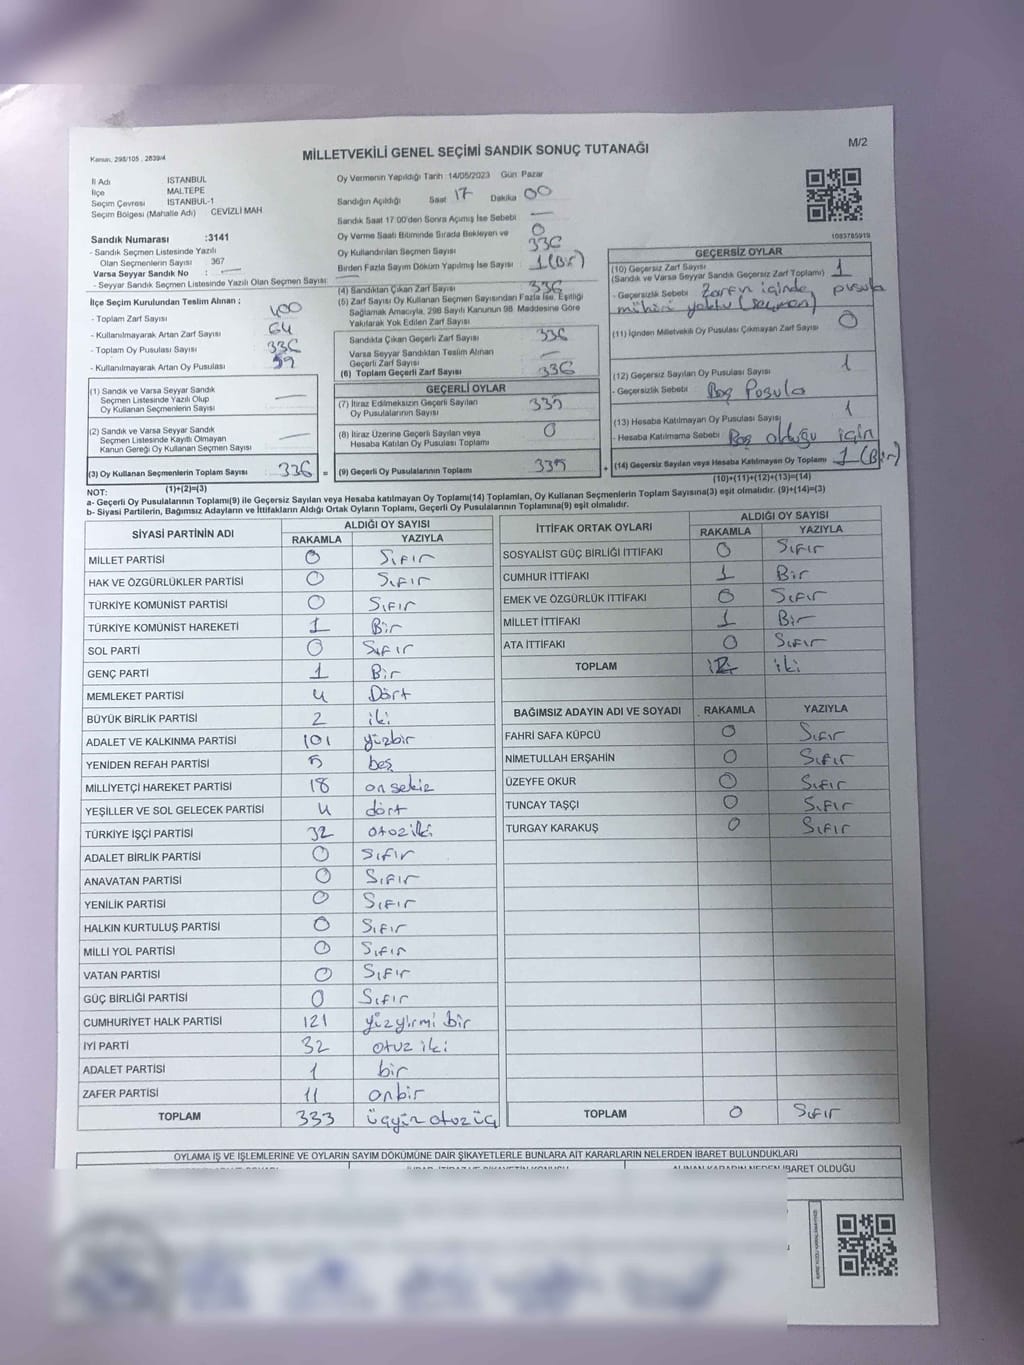 Kanun, 298/105 , 2839/4
M/2
MİLLETVEKİLİ GENEL SEÇİMİ SANDIK SONUÇ TUTANAĞI
İl Adı İSTANBUL
İlçe MALTEPE
Seçim Çevresi İSTANBUL-1
Seçim Bölgesi (Mahalle Adı) CEVİZLİ MAH
Sandık Numarası :3141
- Sandık Seçmen Listesinde Yazılı
Olan Seçmenlerin Sayısı 367
Varsa Seyyar Sandık No : —
- Seyyar Sandık Seçmen Listesinde Yazılı Olan Seçmen Sayısı: —
Oy Vermenin Yapıldığı Tarih :14/05/2023 Gün Pazar
Sandığın Açıldığı Saat 17 Dakika 00
Sandık Saat 17:00'den Sonra Açımış İse Sebebi —
Oy Verme Saati Bitiminde Sırada Bekleyen ve 0
Oy Kullandırılan Seçmen Sayısı 336
Birden Fazla Sayım Döküm Yapılmış İse Sayısı : 1 (Bir)
1083785919
İlçe Seçim Kurulundan Teslim Alınan ;
- Toplam Zarf Sayısı 400
- Kullanılmayarak Artan Zarf Sayısı 64
- Toplam Oy Pusulası Sayısı 336
- Kullanılmayarak Artan Oy Pusulası
(1) Sandık ve Varsa Seyyar Sandık
Seçmen Listesinde Yazılı Olup
Oy Kullanan Seçmenlerin Sayısı —
(2) Sandık ve Varsa Seyyar Sandık
Seçmen Listesinde Kayıtlı Olmayan
Kanun Gereği Oy Kullanan Seçmen Sayısı —
(3) Oy Kullanan Seçmenlerin Toplam Sayısı 336 =
(1)+(2)=(3)
(4) Sandıktan Çıkan Zarf Sayısı 336
(5) Zarf Sayısı Oy Kullanan Seçmen Sayısından Fazla İse, Eşitliği
Sağlamak Amacıyla, 298 Sayılı Kanunun 98. Maddesine Göre
Yakılarak Yok Edilen Zarf Sayısı
Sandıkta Çıkan Geçerli Zarf Sayısı 336
Varsa Seyyar Sandıktan Teslim Alınan
Geçerli Zarf Sayısı —
(6) Toplam Geçerli Zarf Sayısı 336
GEÇERLİ OYLAR
(7) İtiraz Edilmeksizin Geçerli Sayılan
Oy Pusulalarının Sayısı 335
(8) İtiraz Üzerine Geçerli Sayılan veya
Hesaba Katılan Oy Pusulaları Toplamı 0
(9) Geçerli Oy Pusulalarının Toplamı 335 +
GEÇERSİZ OYLAR
(10) Geçersiz Zarf Sayısı
(Sandık ve Varsa Seyyar Sandık Geçersiz Zarf Toplamı) 1
- Geçersizlik Sebebi Zarfın içinde pusula
mührü yoktu (seçmen)
(11) İçinden Milletvekili Oy Pusulası Çıkmayan Zarf Sayısı 0
(12) Geçersiz Sayılan Oy Pusulası Sayısı 1
- Geçersizlik Sebebi Boş Pusula
(13) Hesaba Katılmayan Oy Pusulası Sayısı 1
- Hesaba Katılmama Sebebi Boş olduğu için
(14) Geçersiz Sayılan veya Hesaba Katılmayan Oy Toplamı 1 (Bir)
(10)+(11)+(12)+(13)=(14)
NOT:
a- Geçerli Oy Pusulalarının Toplamı(9) ile Geçersiz Sayılan veya Hesaba katılmayan Oy Toplamı(14) Toplamları, Oy Kullanan Seçmenlerin Toplam Sayısına(3) eşit olmalıdır. (9)+(14)=(3)
b- Siyasi Partilerin, Bağımsız Adayların ve İttifakların Aldığı Ortak Oyların Toplamı, Geçerli Oy Pusulalarının Toplamına(9) eşit olmalıdır.
SİYASİ PARTİNİN ADI ALDIĞI OY SAYISI
RAKAMLA YAZIYLA
MİLLET PARTİSİ 0 Sıfır
HAK VE ÖZGÜRLÜKLER PARTİSİ 0 Sıfır
TÜRKİYE KOMÜNİST PARTİSİ 0 Sıfır
TÜRKİYE KOMÜNİST HAREKETİ 1 Bir
SOL PARTİ 0 Sıfır
GENÇ PARTİ 1 Bir
MEMLEKET PARTİSİ 4 Dört
BÜYÜK BİRLİK PARTİSİ 2 iki
ADALET VE KALKINMA PARTİSİ 101 yüzbir
YENİDEN REFAH PARTİSİ 5 beş
MİLLİYETÇİ HAREKET PARTİSİ 18 onsekiz
YEŞİLLER VE SOL GELECEK PARTİSİ 4 dört
TÜRKİYE İŞÇİ PARTİSİ 32 otuziki
ADALET BİRLİK PARTİSİ 0 Sıfır
ANAVATAN PARTİSİ 0 Sıfır
YENİLİK PARTİSİ 0 Sıfır
HALKIN KURTULUŞ PARTİSİ 0 Sıfır
MİLLİ YOL PARTİSİ 0 Sıfır
VATAN PARTİSİ 0 Sıfır
GÜÇ BİRLİĞİ PARTİSİ 0 Sıfır
CUMHURİYET HALK PARTİSİ 121 yüzyirmi bir
İYİ PARTİ 32 otuz iki
ADALET PARTİSİ 1 bir
ZAFER PARTİSİ 11 onbir
TOPLAM 333 üçyüz otuzüç
İTTİFAK ORTAK OYLARI ALDIĞI OY SAYISI
RAKAMLA YAZIYLA
SOSYALİST GÜÇ BİRLİĞİ İTTİFAKI 0 Sıfır
CUMHUR İTTİFAKI 1 Bir
EMEK VE ÖZGÜRLÜK İTTİFAKI 0 Sıfır
MİLLET İTTİFAKI 1 Bir
ATA İTTİFAKI 0 Sıfır
TOPLAM iki
BAĞIMSIZ ADAYIN ADI VE SOYADI RAKAMLA YAZIYLA
FAHRİ SAFA KÜPCÜ 0 Sıfır
NİMETULLAH ERŞAHİN 0 Sıfır
ÜZEYFE OKUR 0 Sıfır
TUNCAY TAŞÇI 0 Sıfır
TURGAY KARAKUŞ 0 Sıfır
TOPLAM 0 Sıfır
OYLAMA İŞ VE İŞLEMLERİNE VE OYLARIN SAYIM DÖKÜMÜNE DAİR ŞİKAYETLERLE BUNLARA AİT KARARLARIN NELERDEN İBARET BULUNDUKLARI
ALINAN KARARIN NEDEN İBARET OLDUĞU